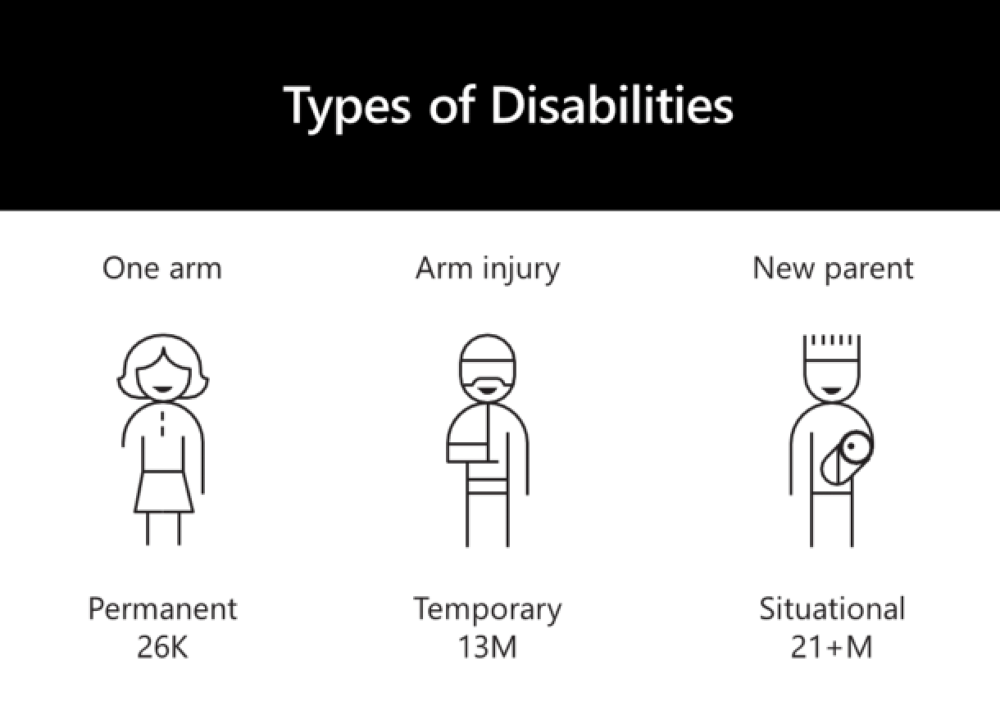 Types of Disabilities
One arm
Arm injury
New parent
Permanent
26K
Temporary
13M
Situational
21+M